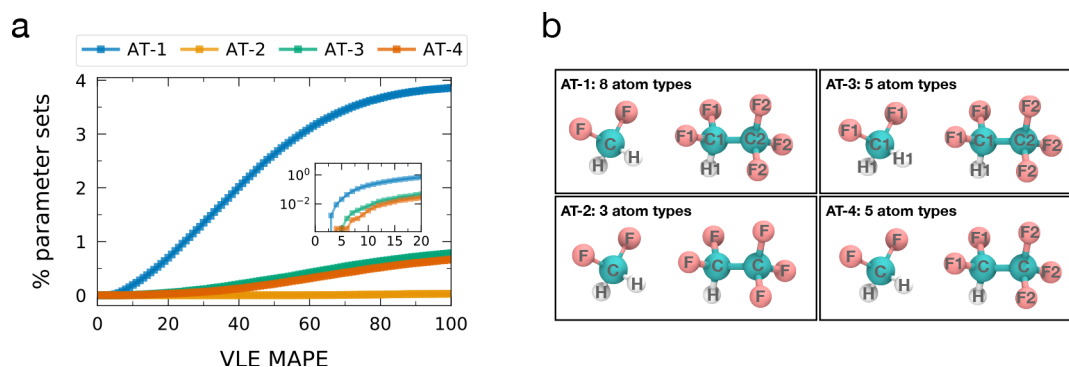 a
AT-1 AT-2 AT-3 AT-4
4
3
2
1
0
% parameter sets
10⁰
10⁻²
0 5 10 15 20
0 20 40 60 80 100
VLE MAPE
b
AT-1: 8 atom types
F F C H H
F1 F2 F1 C1 C2 F2 H1 F2
AT-3: 5 atom types
F1 F1 C1 H1 H1
F1 F2 F1 C1 C2 F2 H1 F2
AT-2: 3 atom types
F F C H H
F F F C C F H F
AT-4: 5 atom types
F F C H H
F1 F2 F1 C C F2 H F2